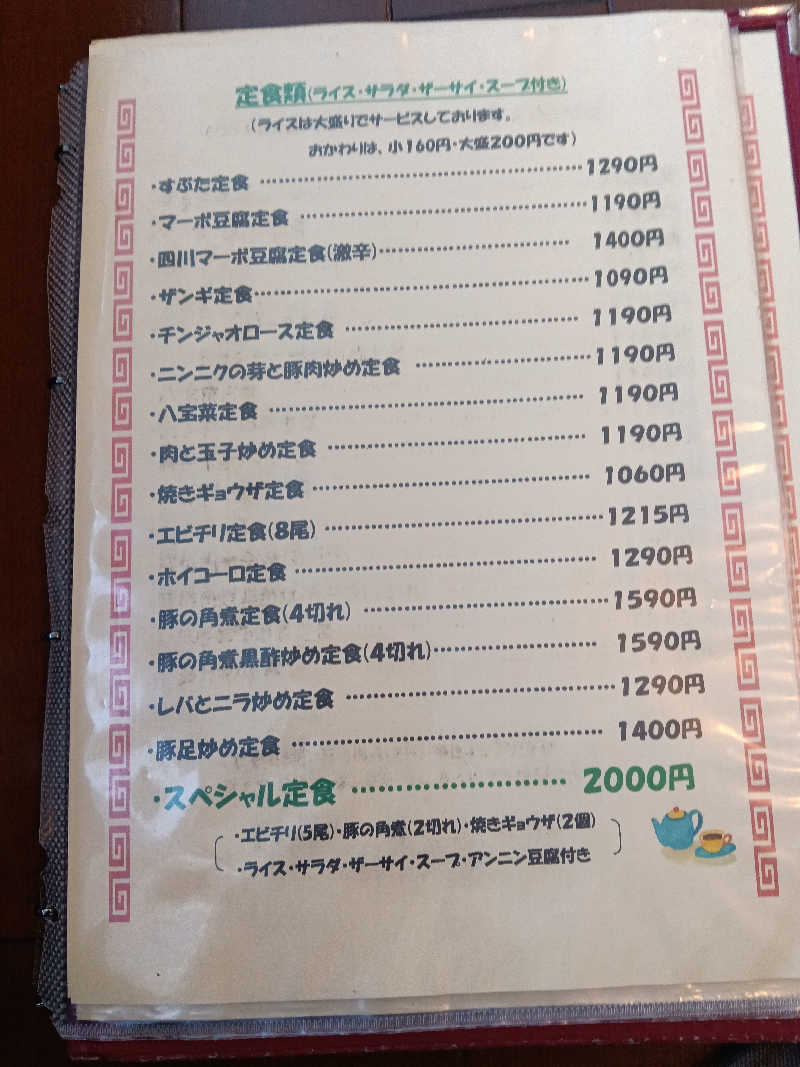 定食類(ライス・サラダ・ザーサイ・スープ付き)
(ライスは大盛りでサービスしております。
おかわりは、小160円・大盛200円です)
・すぶた定食 ………………………………………1290円
・マーボ豆腐定食 ………………………………1190円
・四川マーボ豆腐定食(激辛)……………………… 1400円
・ザンギ定食…………………………………………1090円
・チンジャオロース定食 ………………………… 1190円
・ニンニクの芽と豚肉炒め定食 …………………1190円
・八宝菜定食 ……………………………………… 1190円
・肉と玉子炒め定食 ……………………………… 1190円
・焼きギョウザ定食 ……………………………… 1060円
・エビチリ定食(8尾) ………………………………1215円
・ホイコーロ定食 ………………………………… 1290円
・豚の角煮定食(4切れ) ……………………………1590円
・豚の角煮黒酢炒め定食(4切れ)………………… 1590円
・レバとニラ炒め定食 ………………………………1290円
・豚足炒め定食 …………………………………… 1400円
・スペシャル定食 ……………………… 2000円
・エビチリ(5尾)・豚の角煮(2切れ)・焼きギョウザ(2個)
・ライス・サラダ・ザーサイ・スープ・アンニン豆腐付き